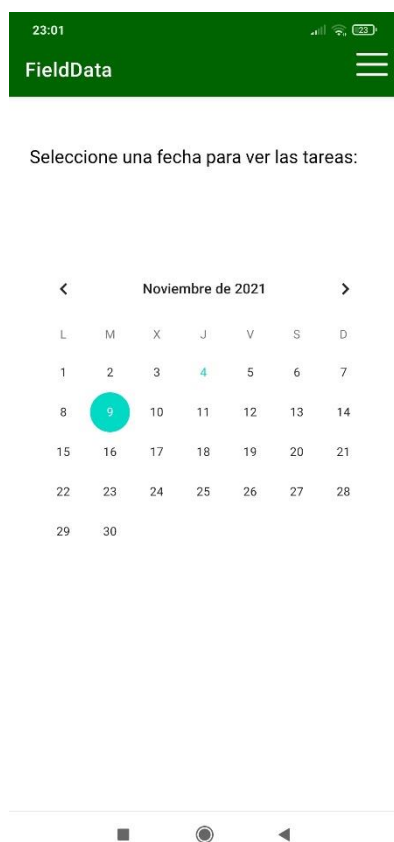 23:01 23
FieldData
Seleccione una fecha para ver las tareas:
Noviembre de 2021
L M X J V S D
1 2 3 4 5 6 7
8 9 10 11 12 13 14
15 16 17 18 19 20 21
22 23 24 25 26 27 28
29 30